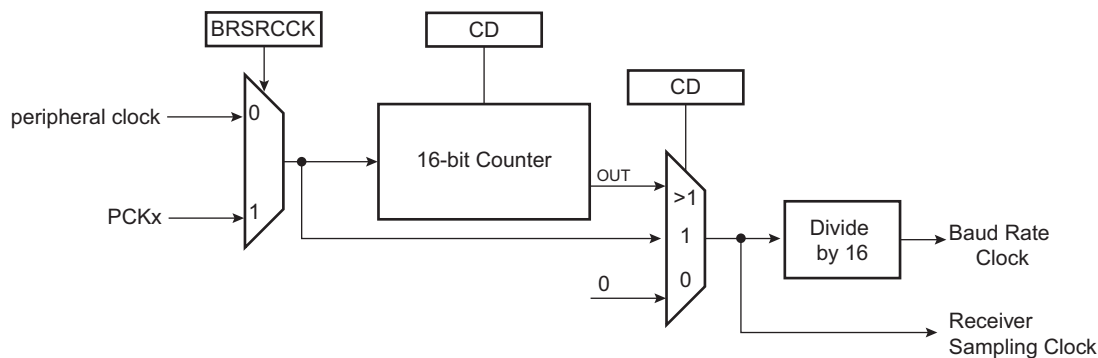 BRSRCCK
CD
CD
peripheral clock
0
16-bit Counter
OUT
>1
PCKx
1
1
Divide
by 16
Baud Rate
Clock
0
0
Receiver
Sampling Clock